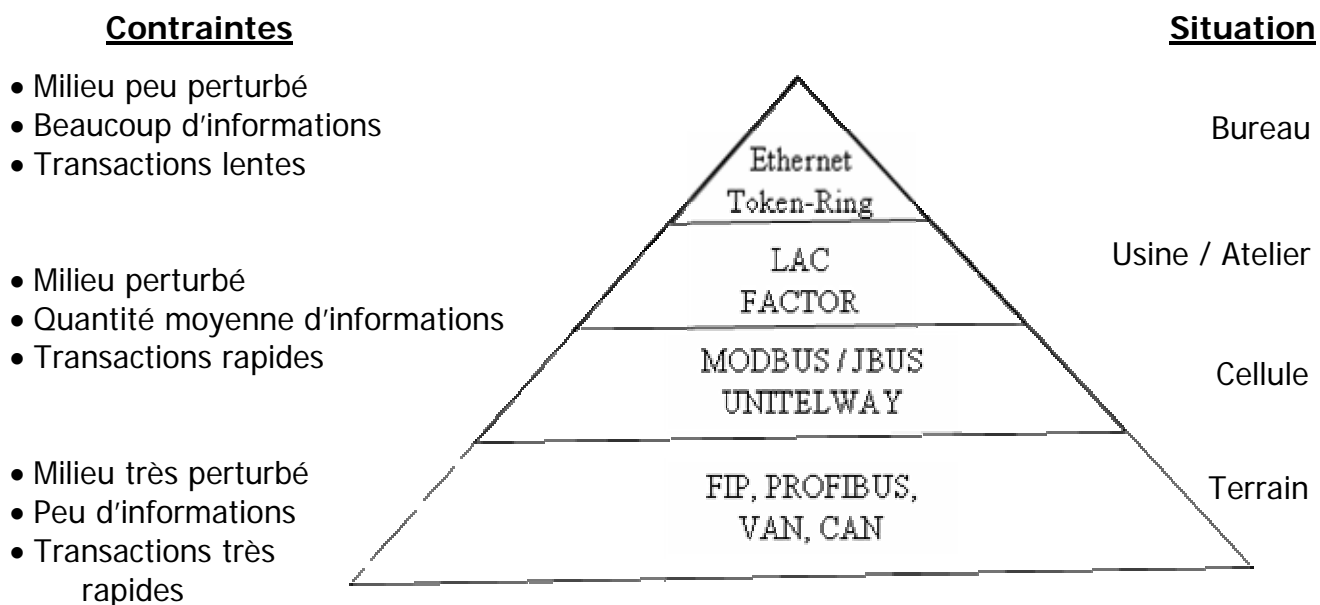 Contraintes
• Milieu peu perturbé
• Beaucoup d'informations
• Transactions lentes
• Milieu perturbé
• Quantité moyenne d'informations
• Transactions rapides
• Milieu très perturbé
• Peu d'informations
• Transactions très
rapides
Ethernet
Token-Ring
LAC
FACTOR
MODBUS / JBUS
UNITELWAY
FIP, PROFIBUS,
VAN, CAN
Situation
Bureau
Usine / Atelier
Cellule
Terrain